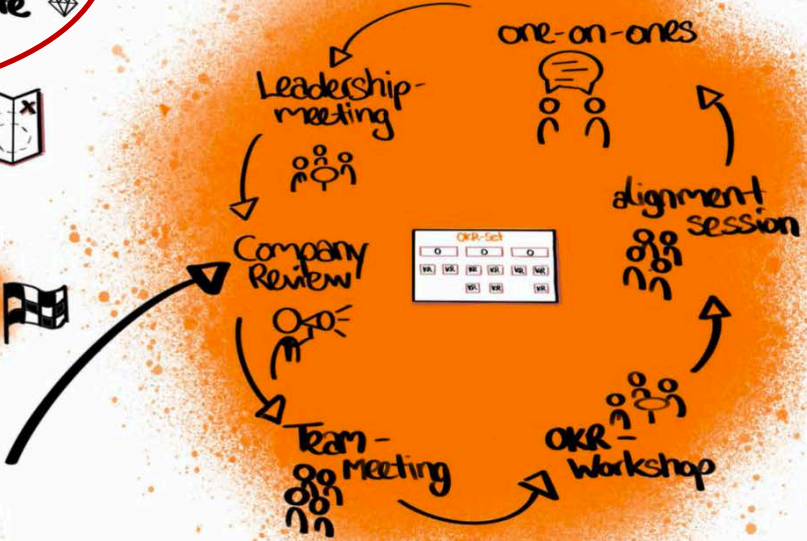 one-on-ones
Leadership-
meeting
alignment
session
Company
Review
OKR-Set
O O O
KR KR KR KR KR KR
KR KR KR
Team-
Meeting
OKR-
Workshop
x